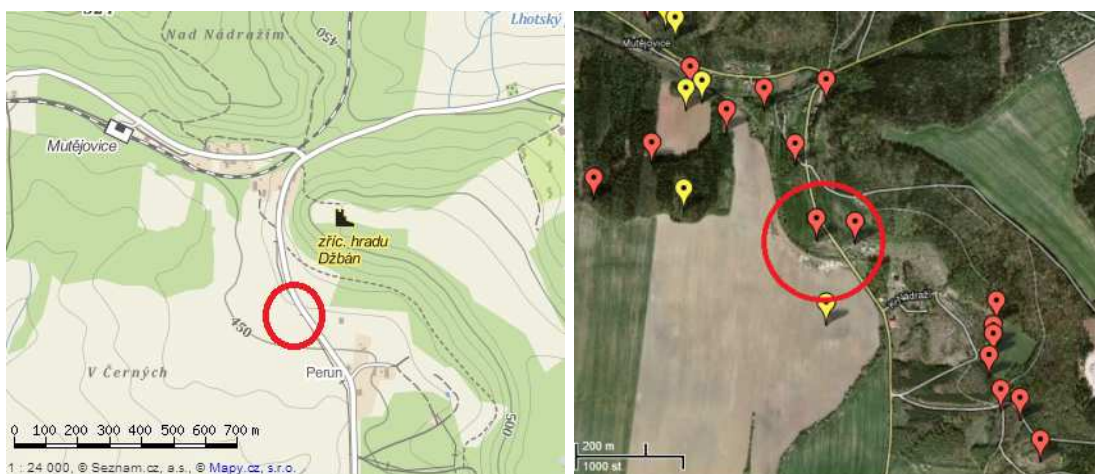 524
Nad Nádražím
450
Lhotský
Mutějovice
zříc. hradu
Džbán
450
Perun
V Černých
500
0 100 200 300 400 500 600 700 m
1 : 24 000, © Seznam.cz, a.s., © Mapy.cz, s.r.o.
Mutějovice
Nádraží
200 m
1000 st